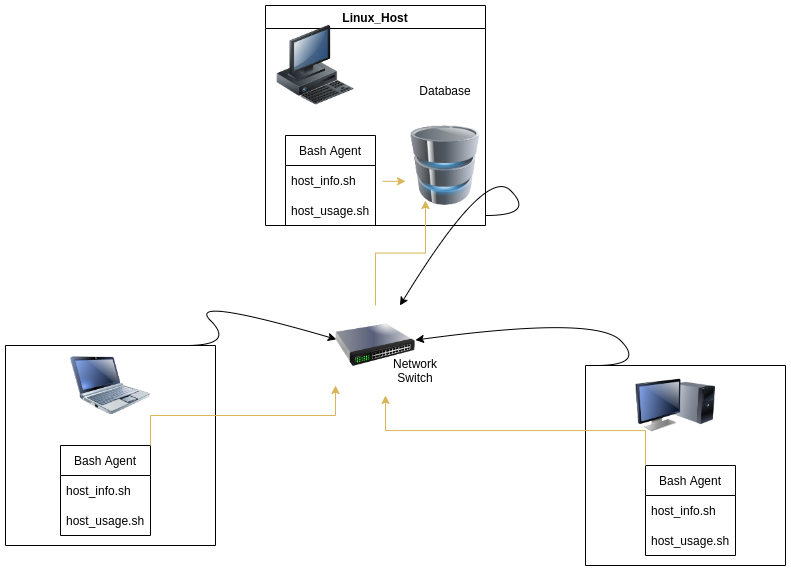 Linux_Host
Database
Bash Agent
host_info.sh
host_usage.sh
Network
Switch
Bash Agent
host_info.sh
host_usage.sh
Bash Agent
host_info.sh
host_usage.sh